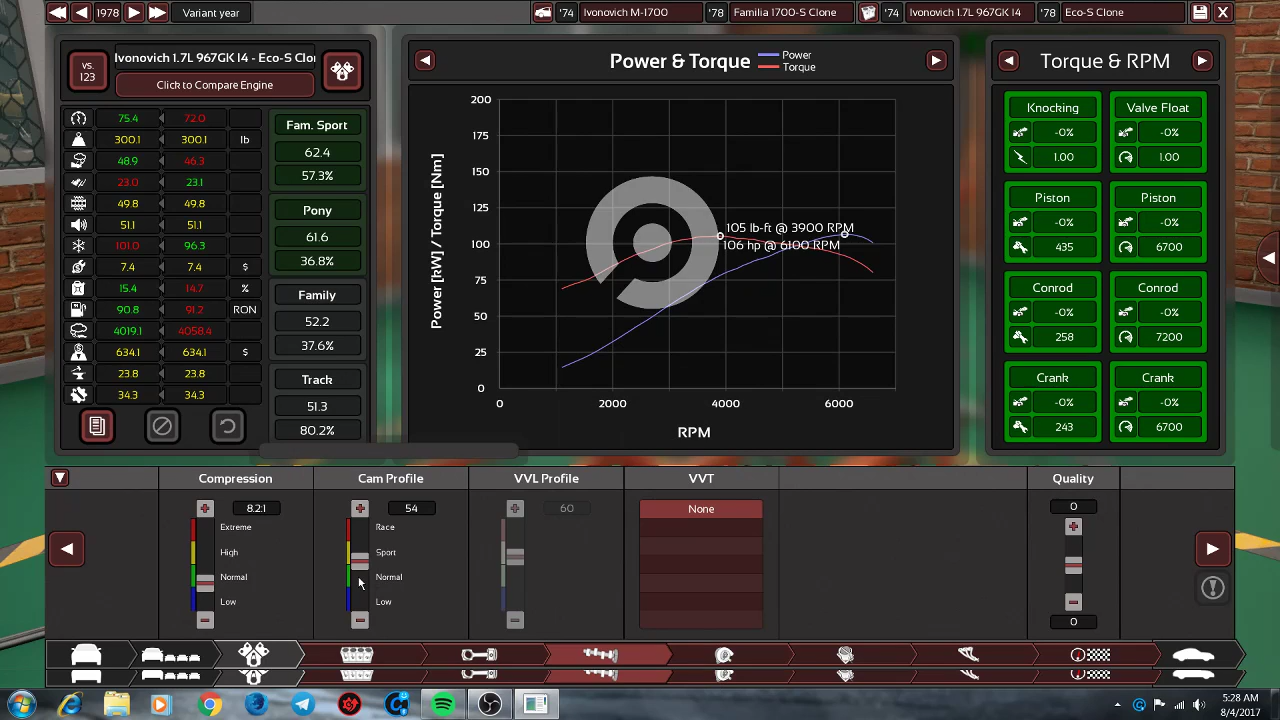 1978
Variant year
'74
Ivonovich M-1700
'78
Familia 1700-S Clone
'74
Ivonovich 1.7L 967GK I4
'78
Eco-S Clone
vs.
123
Ivonovich 1.7L 967GK I4 - Eco-S Clo
Click to Compare Engine
75.4 72.0
300.1 300.1 lb
48.9 46.3
23.0 23.1
49.8 49.8
51.1 51.1
101.0 96.3
7.4 7.4 $
15.4 14.7 %
90.8 91.2 RON
4019.1 4058.4
634.1 634.1 $
23.8 23.8
34.3 34.3
Fam. Sport
62.4
57.3%
Pony
61.6
36.8%
Family
52.2
37.6%
Track
51.3
80.2%
Power & Torque
Power
Torque
200
175
150
125
100
75
50
25
0
Power [kW] / Torque [Nm]
105 lb-ft @ 3900 RPM
106 hp @ 6100 RPM
0 2000 4000 6000
RPM
Torque & RPM
Knocking Valve Float
-0% -0%
1.00 1.00
Piston Piston
-0% -0%
435 6700
Conrod Conrod
-0% -0%
258 7200
Crank Crank
-0% -0%
243 6700
Compression
8.2:1
Extreme
High
Normal
Low
Cam Profile
54
Race
Sport
Normal
Low
VVL Profile
60
VVT
None
Quality
0
0
5:28 AM
8/4/2017